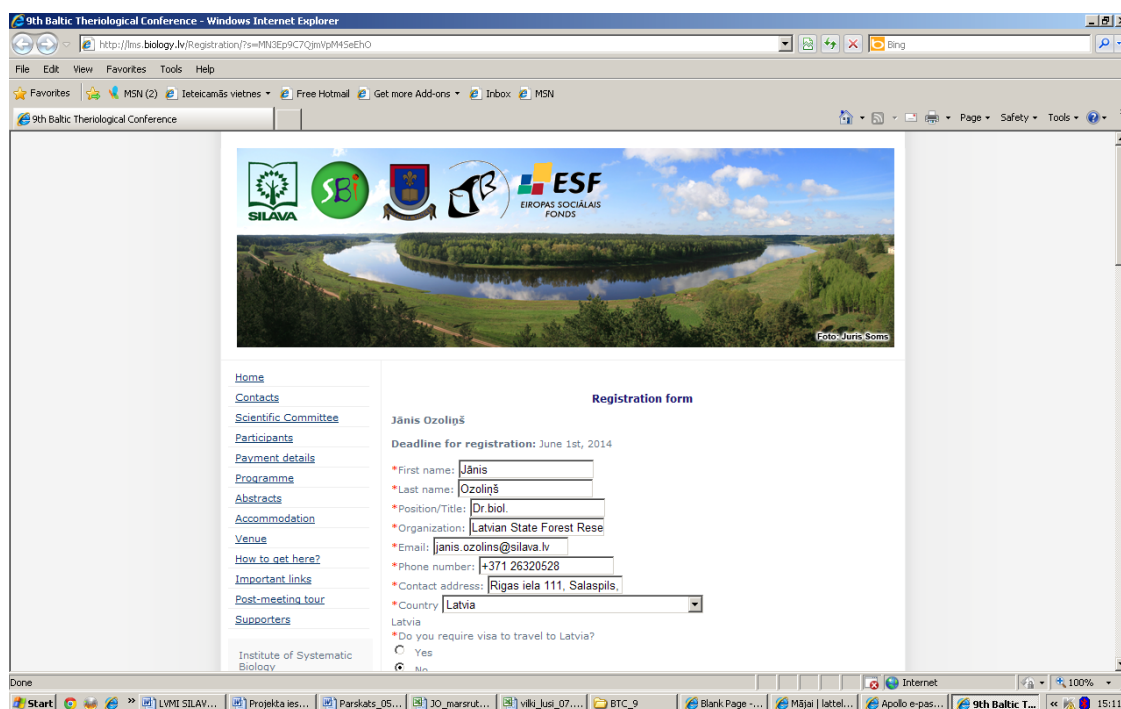 9th Baltic Theriological Conference - Windows Internet Explorer
http://lms.biology.lv/Registration/?s=MN3Ep9C7QjmVpM45eEhO
Bing
File Edit View Favorites Tools Help
Favorites MSN (2) Ieteicamās vietnes Free Hotmail Get more Add-ons Inbox MSN
9th Baltic Theriological Conference
Page Safety Tools
SILAVA
SBi
TB
ESF
EIROPAS SOCIĀLAIS
FONDS
Foto: Juris Soms
Home
Contacts
Scientific Committee
Participants
Payment details
Programme
Abstracts
Accommodation
Venue
How to get here?
Important links
Post-meeting tour
Supporters
Institute of Systematic
Biology
Registration form
Jānis Ozoliņš
Deadline for registration: June 1st, 2014
*First name: Jānis
*Last name: Ozoliņš
*Position/Title: Dr.biol.
*Organization: Latvian State Forest Rese
*Email: janis.ozolins@silava.lv
*Phone number: +371 26320528
*Contact address: Rigas iela 111, Salaspils,
*Country Latvia
Latvia
*Do you require visa to travel to Latvia?
Yes
No
Done Internet 100%
Start » LVMI SILAV... Projekta ies... Parskats_05... JO_marsrut... vilki_lusi_07.... BTC_9 Blank Page -... Mājai | lattel... Apollo e-pas... 9th Baltic T... « 15:11